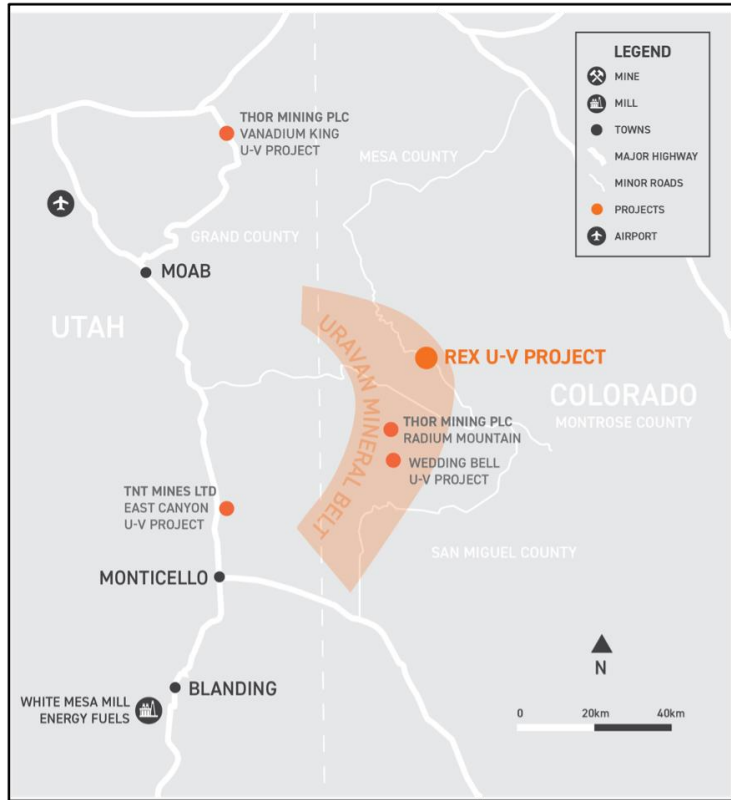 LEGEND
MINE
MILL
TOWNS
MAJOR HIGHWAY
MINOR ROADS
PROJECTS
AIRPORT
THOR MINING PLC
VANADIUM KING
U-V PROJECT
MESA COUNTY
GRAND COUNTY
MOAB
UTAH
URAVAN MINERAL BELT
REX U-V PROJECT
COLORADO
MONTROSE COUNTY
THOR MINING PLC
RADIUM MOUNTAIN
WEDDING BELL
U-V PROJECT
TNT MINES LTD
EAST CANYON
U-V PROJECT
SAN MIGUEL COUNTY
MONTICELLO
BLANDING
WHITE MESA MILL
ENERGY FUELS
N
0 20km 40km